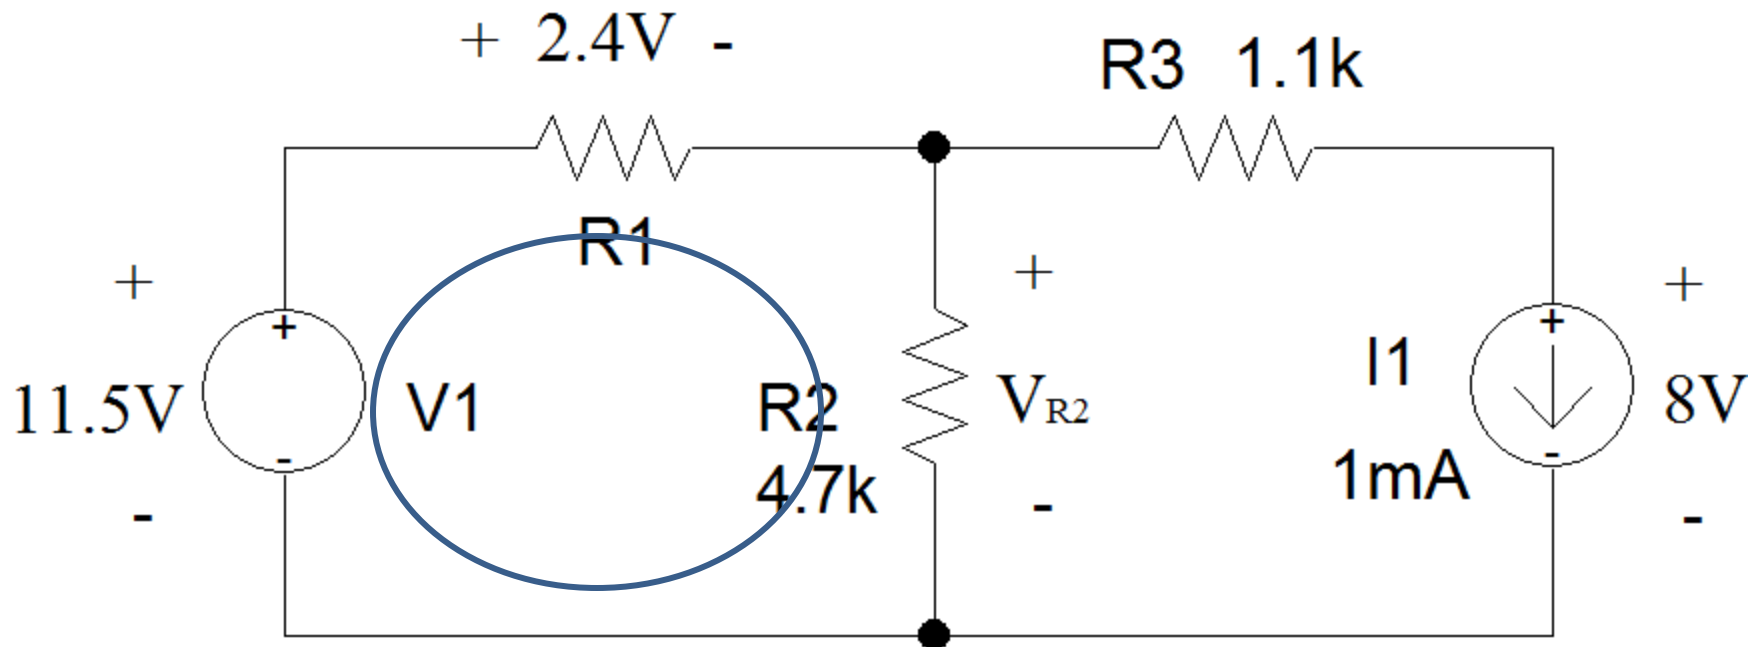 + 2.4V -
R3 1.1k
R1
+
+
+
+
+
11.5V
V1
R2
4.7k
VR2
I1
1mA
8V
-
-
-
-
-